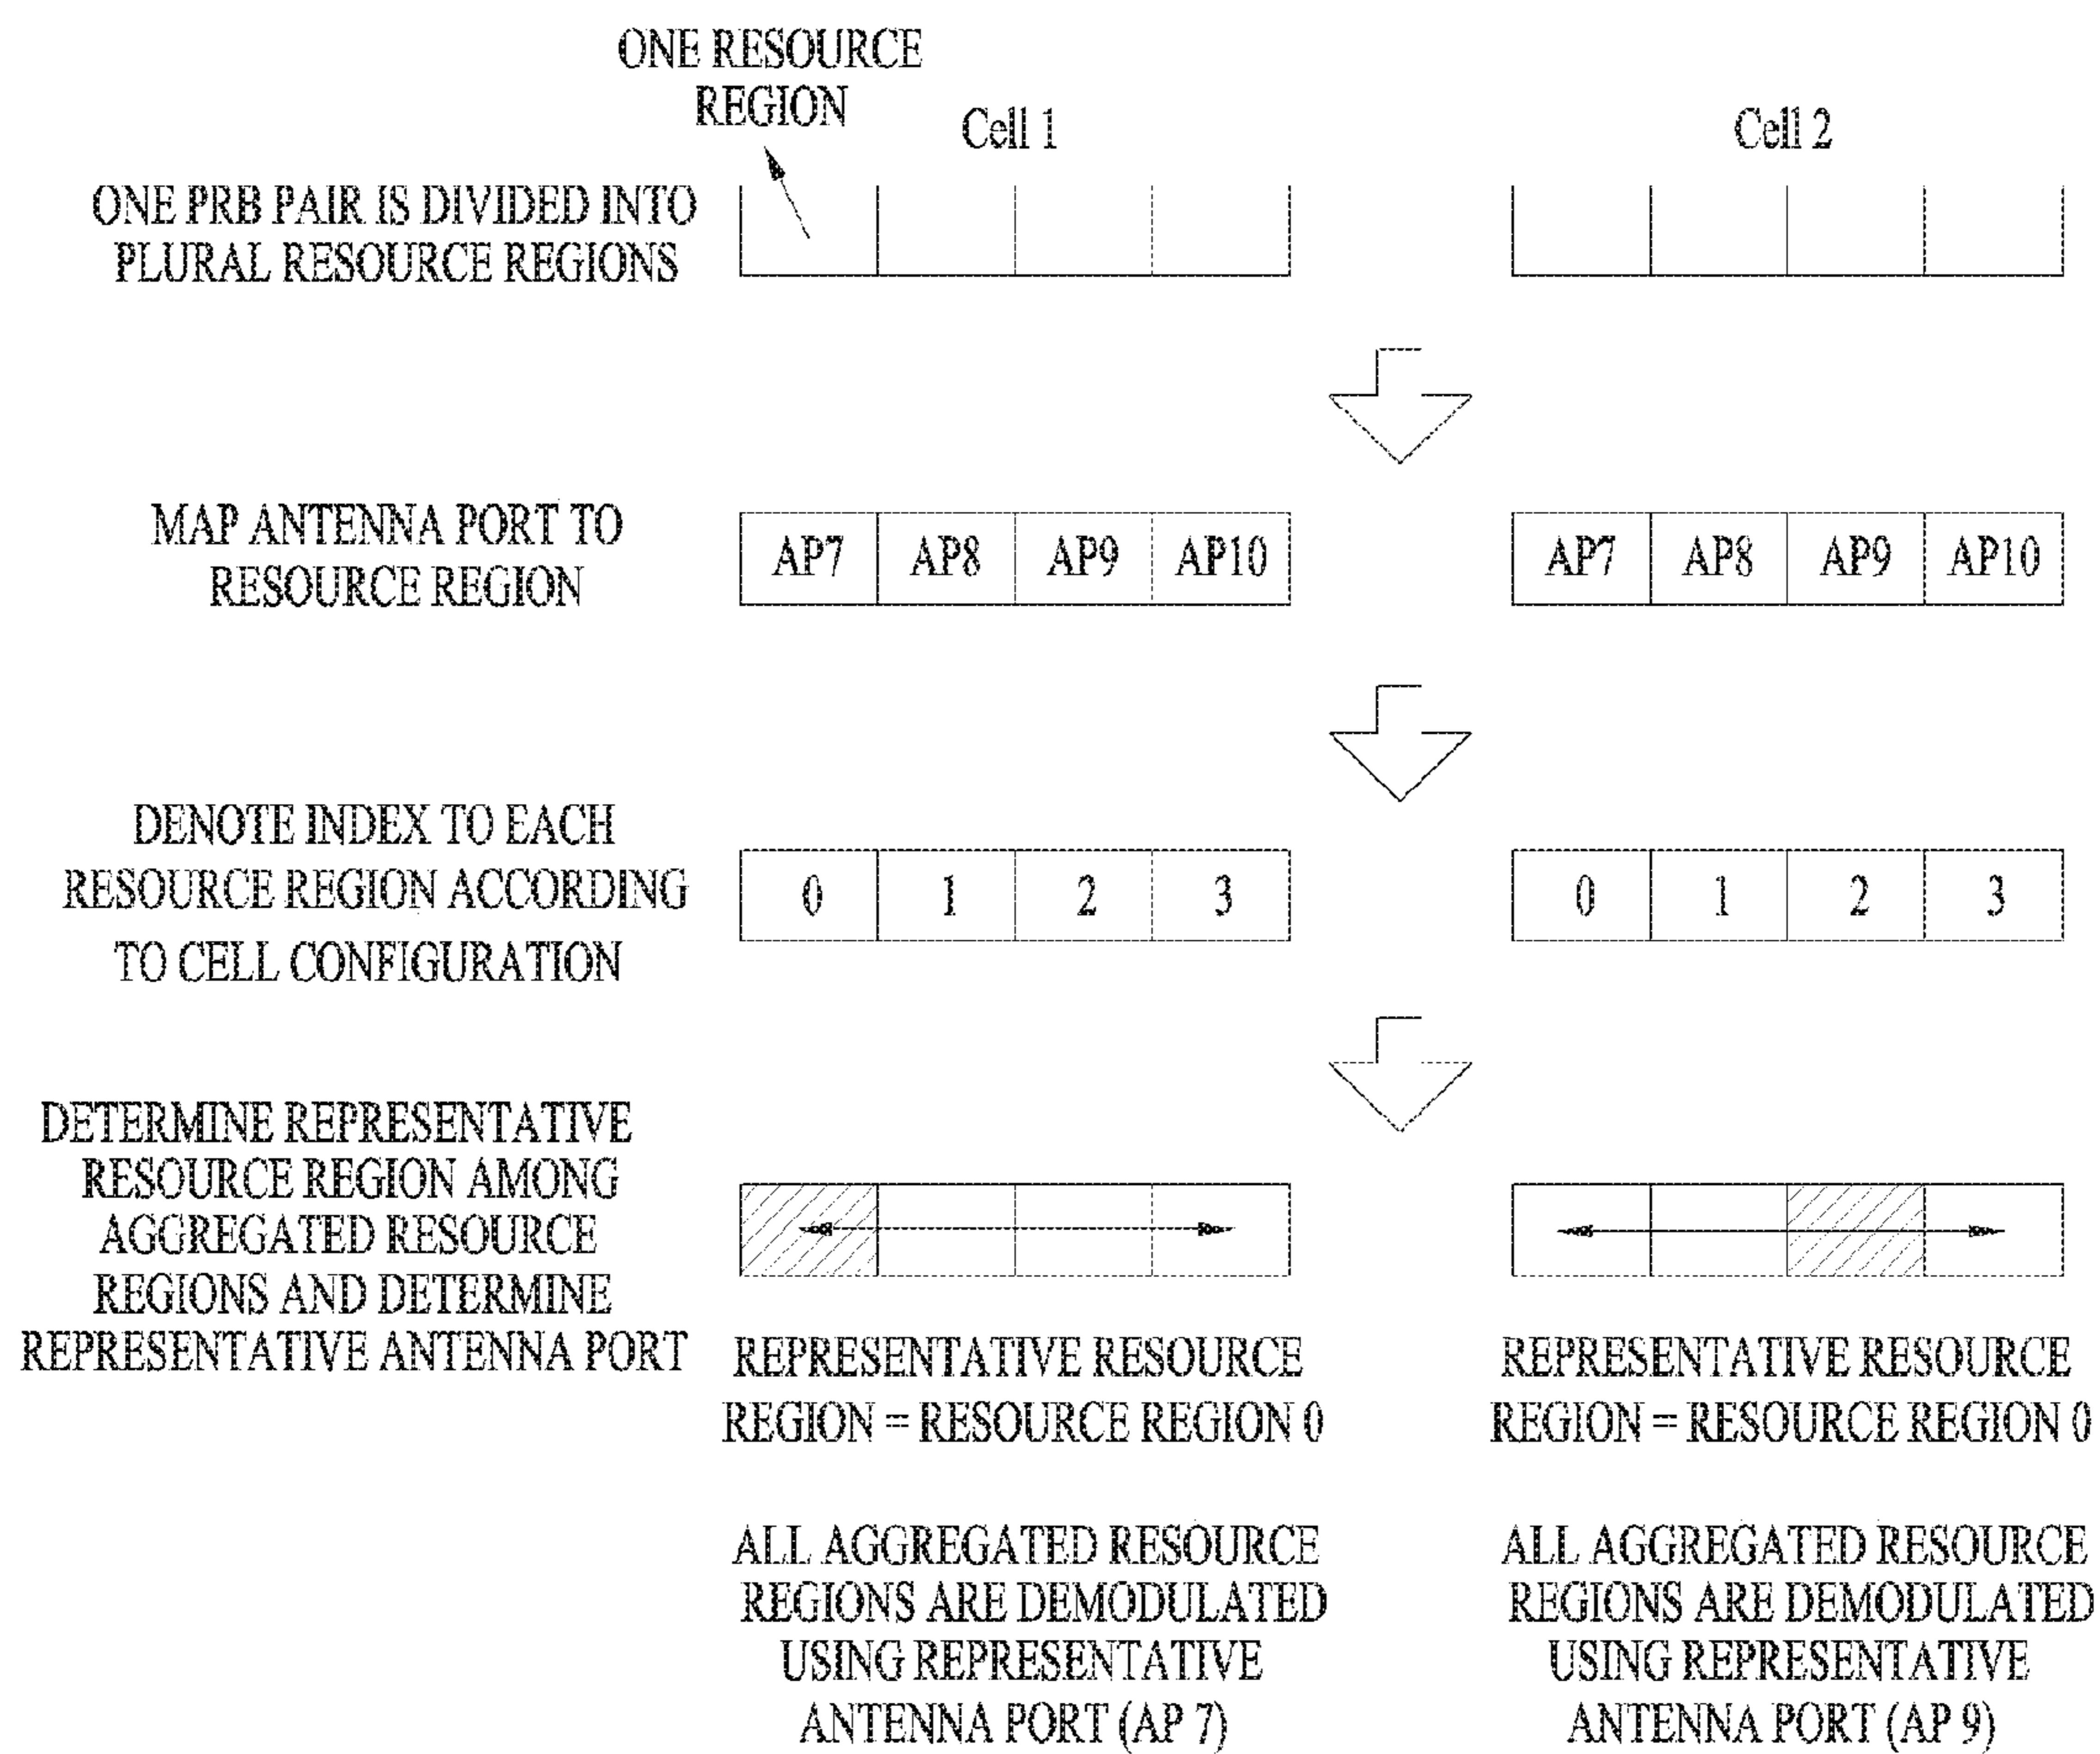 ONE RESOURCE
REGION
Cell 1
Cell 2
ONE PRB PAIR IS DIVIDED INTO
PLURAL RESOURCE REGIONS
MAP ANTENNA PORT TO
RESOURCE REGION
AP7 AP8 AP9 AP10
AP7 AP8 AP9 AP10
DENOTE INDEX TO EACH
RESOURCE REGION ACCORDING
TO CELL CONFIGURATION
0 1 2 3
0 1 2 3
DETERMINE REPRESENTATIVE
RESOURCE REGION AMONG
AGGREGATED RESOURCE
REGIONS AND DETERMINE
REPRESENTATIVE ANTENNA PORT
REPRESENTATIVE RESOURCE
REGION = RESOURCE REGION 0
ALL AGGREGATED RESOURCE
REGIONS ARE DEMODULATED
USING REPRESENTATIVE
ANTENNA PORT (AP 7)
REPRESENTATIVE RESOURCE
REGION = RESOURCE REGION 0
ALL AGGREGATED RESOURCE
REGIONS ARE DEMODULATED
USING REPRESENTATIVE
ANTENNA PORT (AP 9)